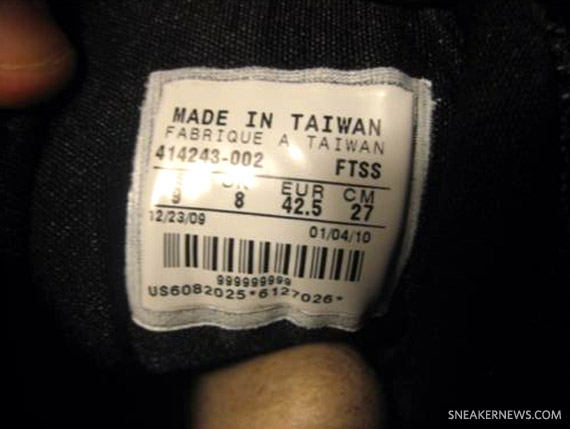 MADE IN TAIWAN
FABRIQUE A TAIWAN
414243-002 FTSS
EUR CM
9 8 42.5 27
12/23/09 01/04/10
999999999
US6082025*6127026*
SNEAKERNEWS.COM